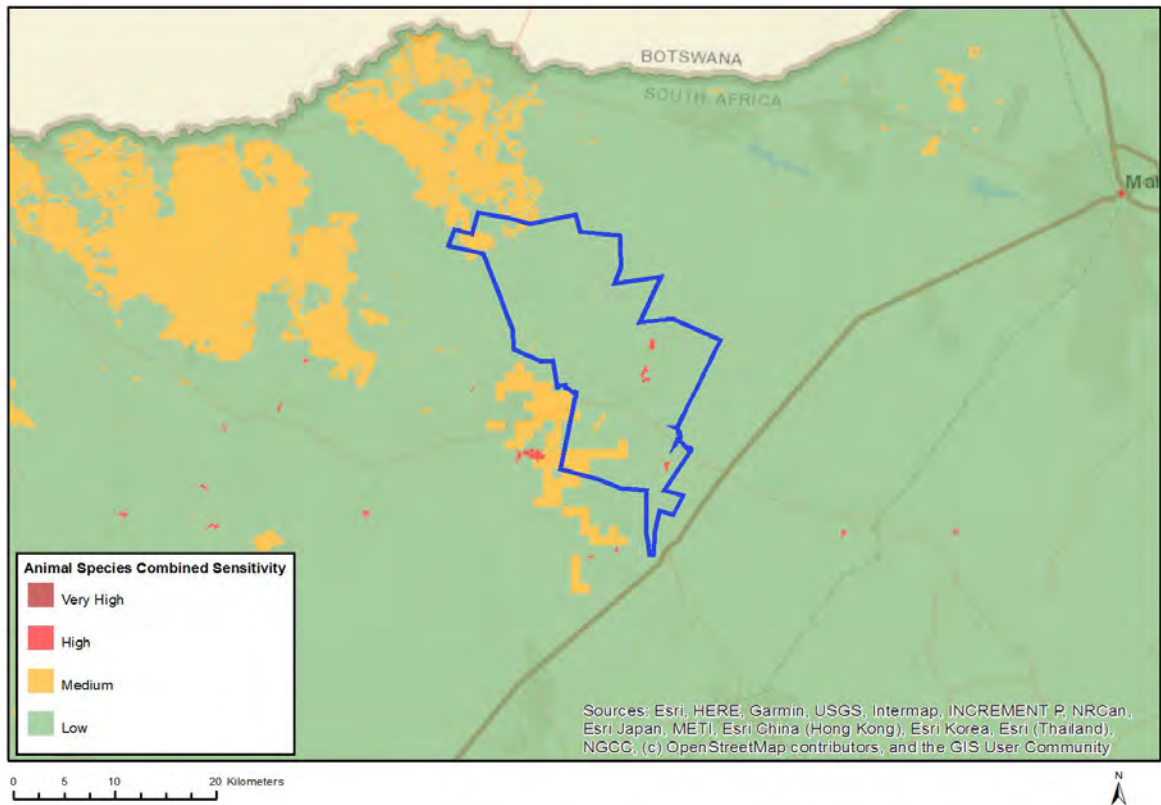 BOTSWANA
SOUTH AFRICA
Mal
Animal Species Combined Sensitivity
Very High
High
Medium
Low
Sources: Esri, HERE, Garmin, USGS, Intermap, INCREMENT P, NRCan,
Esri Japan, METI, Esri China (Hong Kong), Esri Korea, Esri (Thailand),
NGCC, (c) OpenStreetMap contributors, and the GIS User Community
0 5 10 20 Kilometers
N